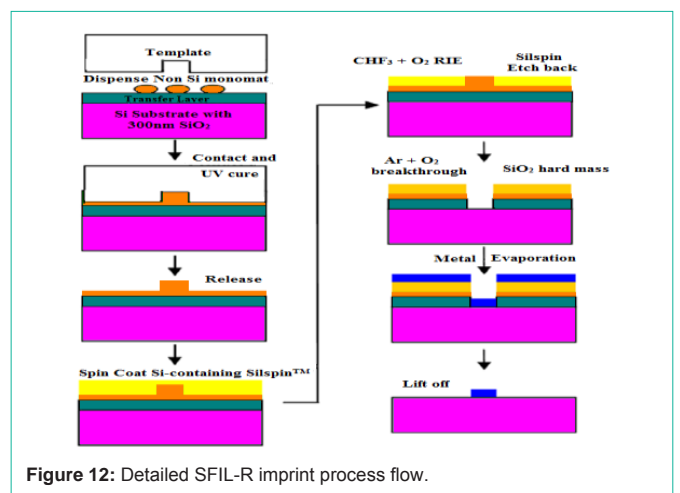 Template
Dispense Non Si monomat
Transfer Layer
Si Substrate with
300nm SiO₂
Contact and
UV cure
Release
Spin Coat Si-containing Silspin™
CHF₃ + O₂ RIE
Silspin
Etch back
Ar + O₂
breakthrough
SiO₂ hard mass
Metal Evaporation
Lift off
Figure 12: Detailed SFIL-R imprint process flow.